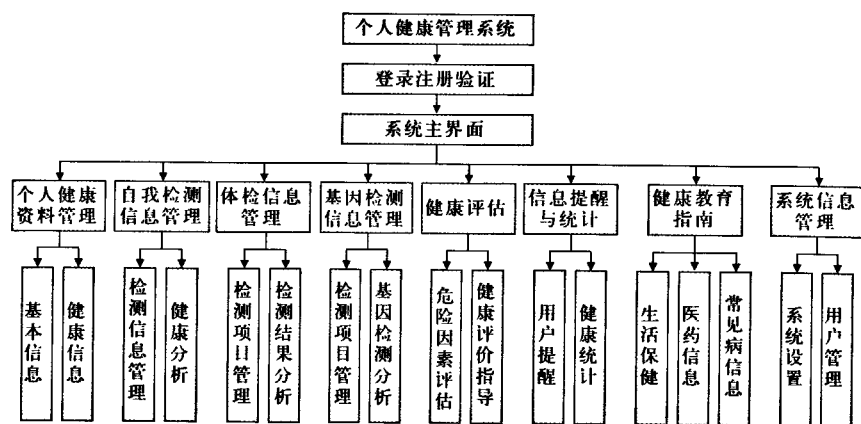 个人健康管理系统
登录注册验证
系统主界面
个人健康
资料管理
自我检测
信息管理
体检信息
管理
基因检测
信息管理
健康评估
信息提醒
与统计
健康教育
指南
系统信息
管理
基本信息
健康信息
检测信息管理
健康分析
检测项目管理
检测结果分析
检测项目管理
基因检测分析
危险因素评估
健康评价指导
用户提醒
健康统计
生活保健
医药信息
常见病信息
系统设置
用户管理